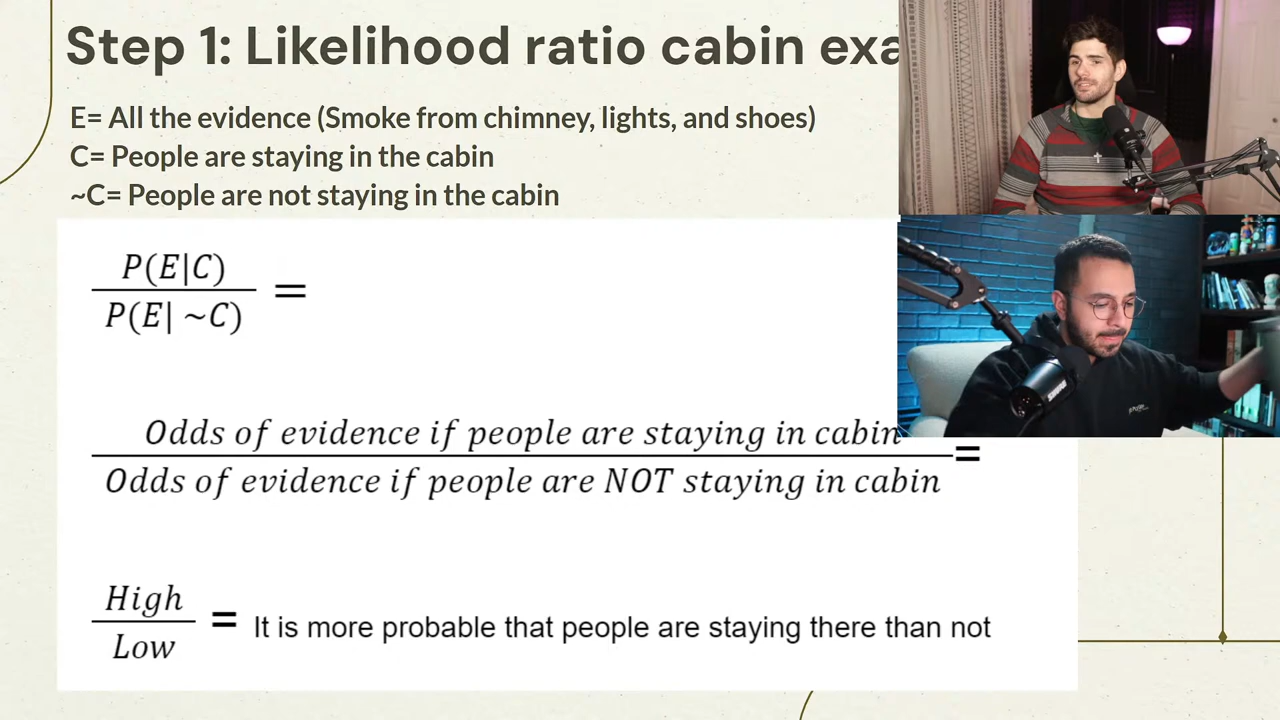 Step 1: Likelihood ratio cabin exa
E= All the evidence (Smoke from chimney, lights, and shoes)
C= People are staying in the cabin
~C= People are not staying in the cabin
P(E|C)
=
P(E| ~C)
Odds of evidence if people are staying in cabin
=
Odds of evidence if people are NOT staying in cabin
High
= It is more probable that people are staying there than not
Low